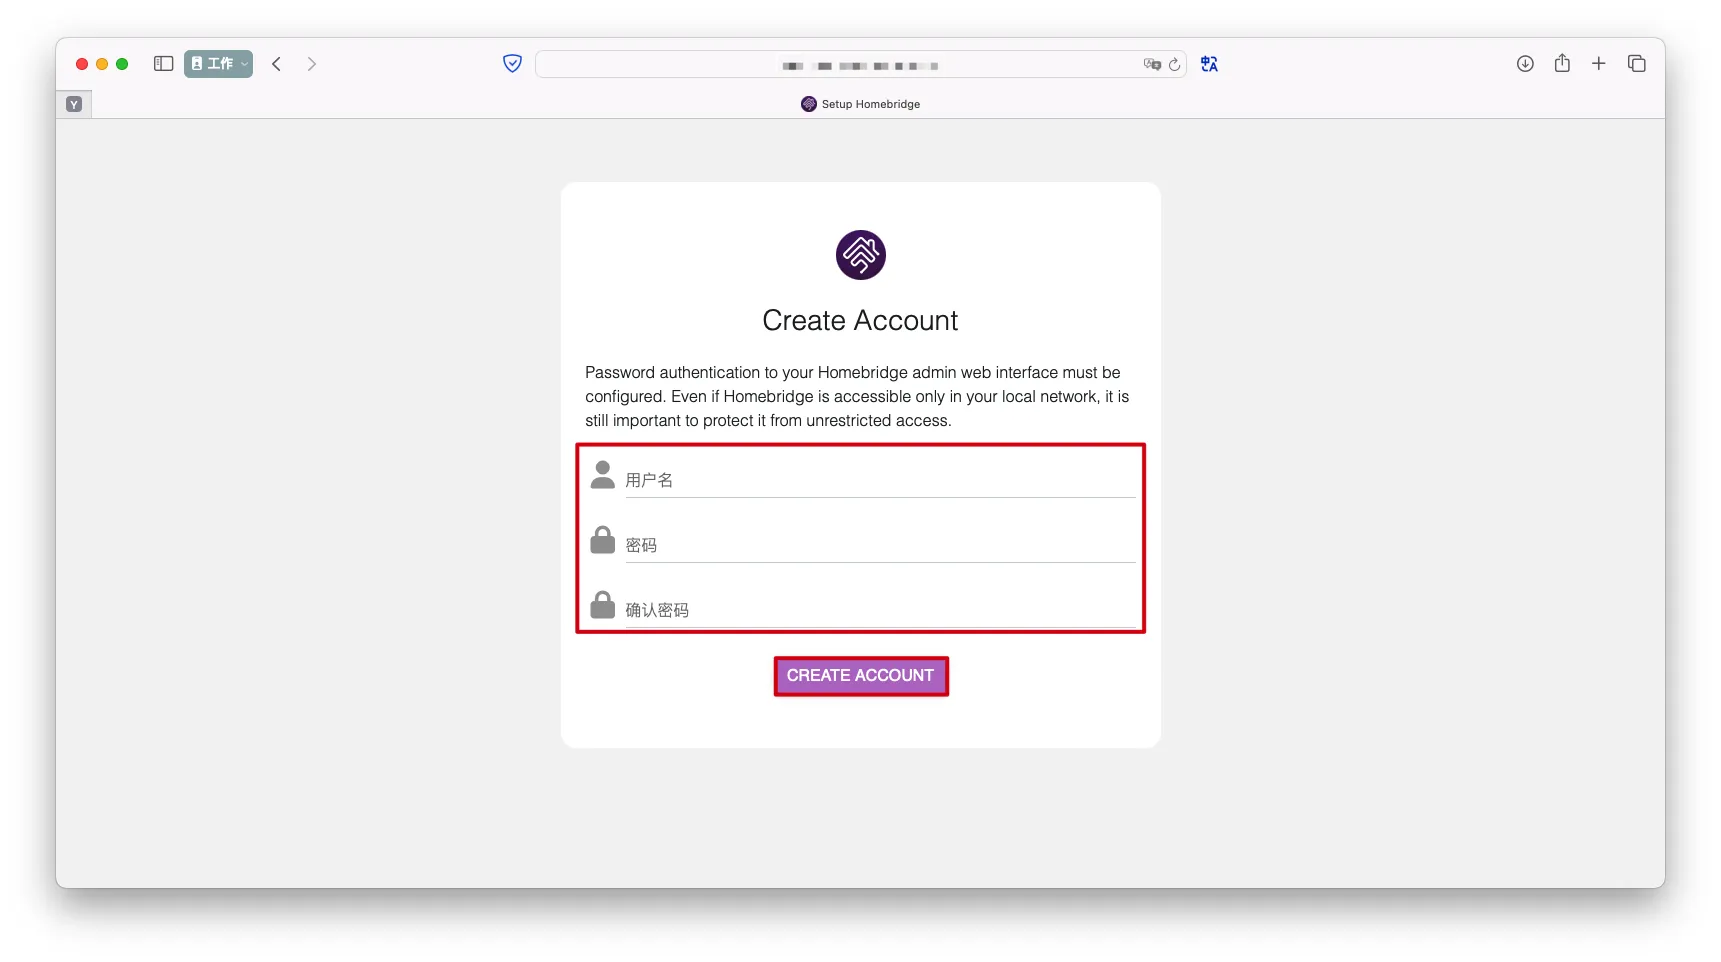 工作
中A
Y
Setup Homebridge
Create Account
Password authentication to your Homebridge admin web interface must be
configured. Even if Homebridge is accessible only in your local network, it is
still important to protect it from unrestricted access.
用户名
密码
确认密码
CREATE ACCOUNT